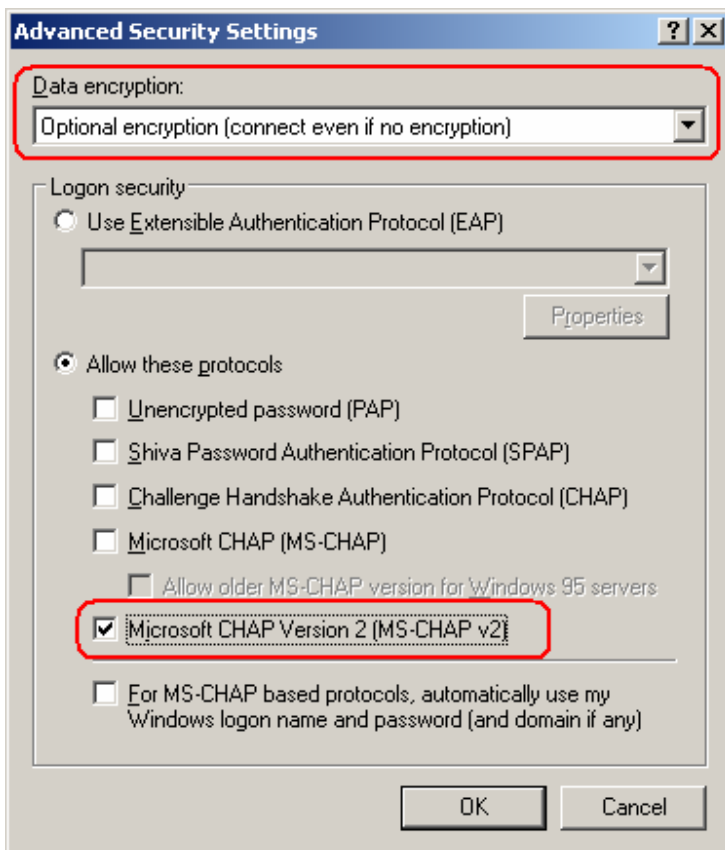 Advanced Security Settings
Data encryption:
Optional encryption (connect even if no encryption)
Logon security
Use Extensible Authentication Protocol (EAP)
Properties
Allow these protocols
Unencrypted password (PAP)
Shiva Password Authentication Protocol (SPAP)
Challenge Handshake Authentication Protocol (CHAP)
Microsoft CHAP (MS-CHAP)
Allow older MS-CHAP version for Windows 95 servers
Microsoft CHAP Version 2 (MS-CHAP v2)
For MS-CHAP based protocols, automatically use my
Windows logon name and password (and domain if any)
OK Cancel